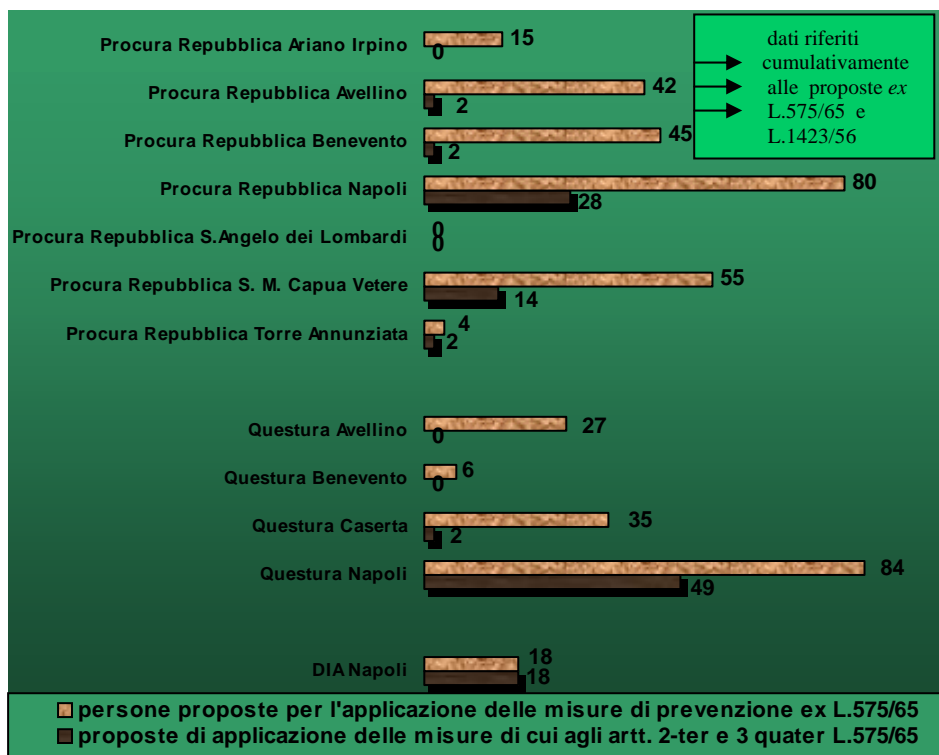 Procura Repubblica Ariano Irpino 15
0
Procura Repubblica Avellino 42
2
Procura Repubblica Benevento 45
2
Procura Repubblica Napoli 80
28
Procura Repubblica S.Angelo dei Lombardi 0
0
Procura Repubblica S. M. Capua Vetere 55
14
Procura Repubblica Torre Annunziata 4
2
Questura Avellino 27
0
Questura Benevento 6
0
Questura Caserta 35
2
Questura Napoli 84
49
DIA Napoli 18
18
dati riferiti
cumulativamente
alle proposte ex
L.575/65 e
L.1423/56
persone proposte per l'applicazione delle misure di prevenzione ex L.575/65
proposte di applicazione delle misure di cui agli artt. 2-ter e 3 quater L.575/65